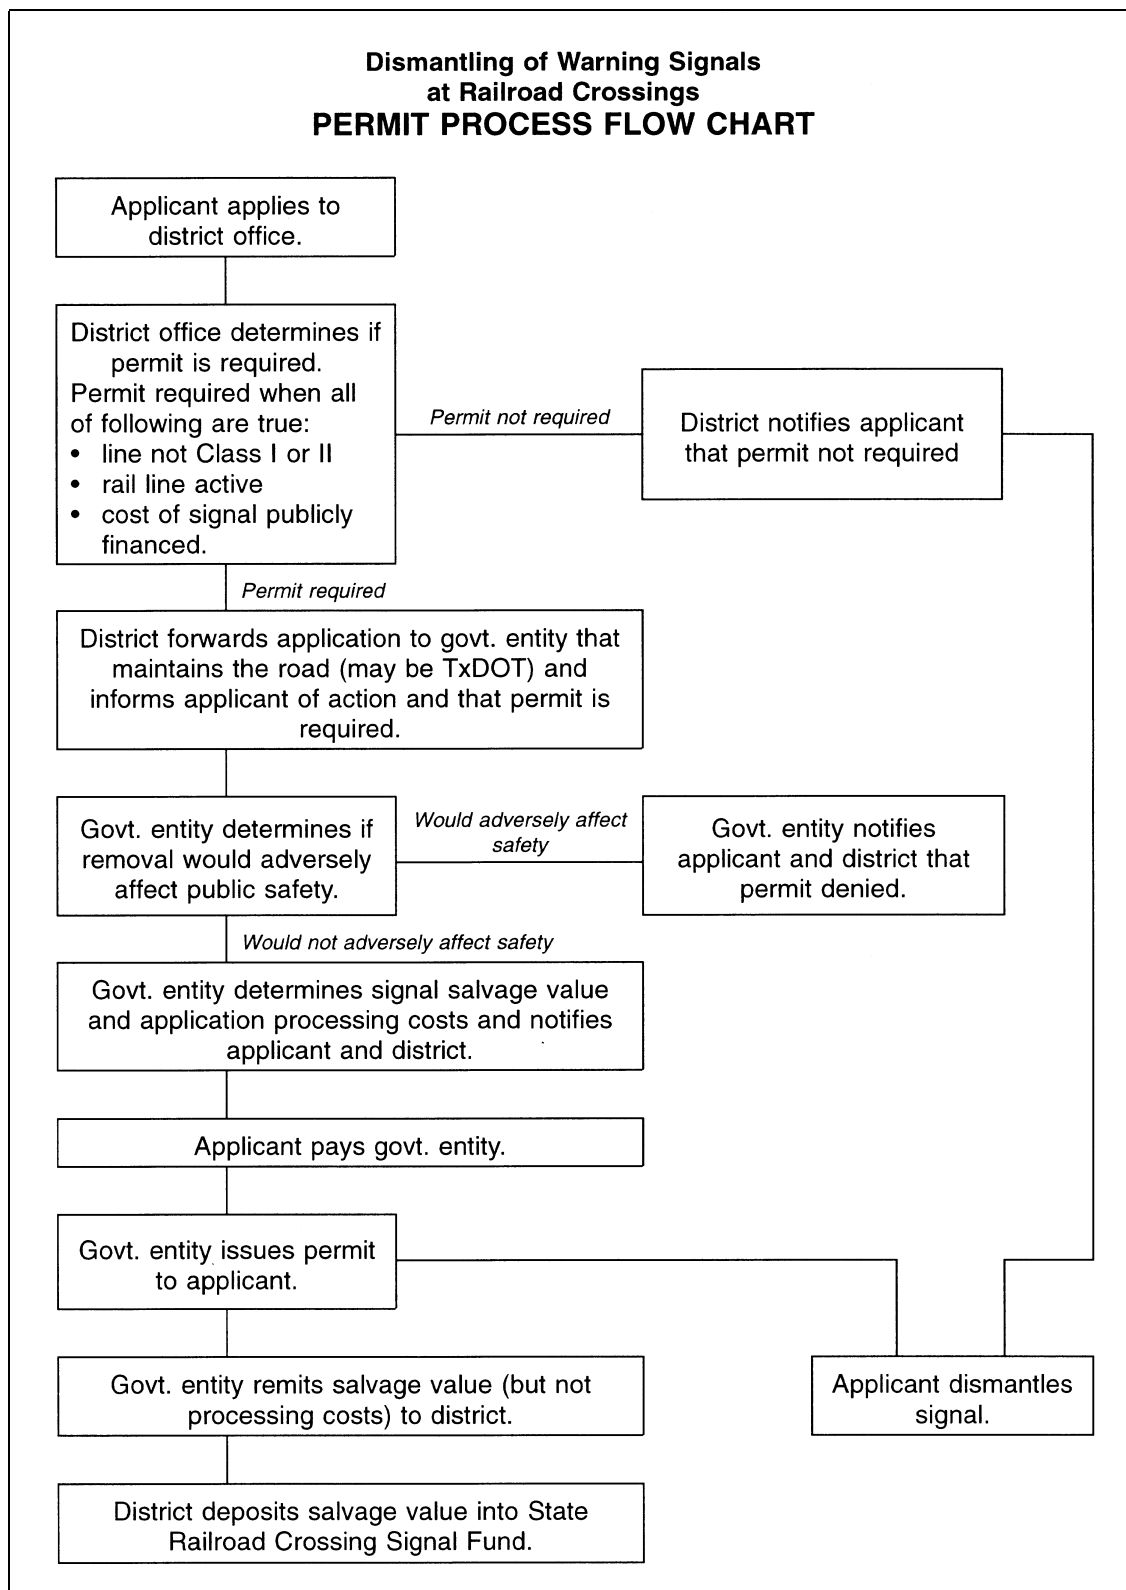 Dismantling of Warning Signals
at Railroad Crossings
PERMIT PROCESS FLOW CHART
Applicant applies to
district office.
District office determines if
permit is required.
Permit required when all
of following are true:
• line not Class I or II
• rail line active
• cost of signal publicly
financed.
Permit not required
District notifies applicant
that permit not required
Permit required
District forwards application to govt. entity that
maintains the road (may be TxDOT) and
informs applicant of action and that permit is
required.
Govt. entity determines if
removal would adversely
affect public safety.
Would adversely affect
safety
Govt. entity notifies
applicant and district that
permit denied.
Would not adversely affect safety
Govt. entity determines signal salvage value
and application processing costs and notifies
applicant and district.
Applicant pays govt. entity.
Govt. entity issues permit
to applicant.
Govt. entity remits salvage value (but not
processing costs) to district.
Applicant dismantles
signal.
District deposits salvage value into State
Railroad Crossing Signal Fund.